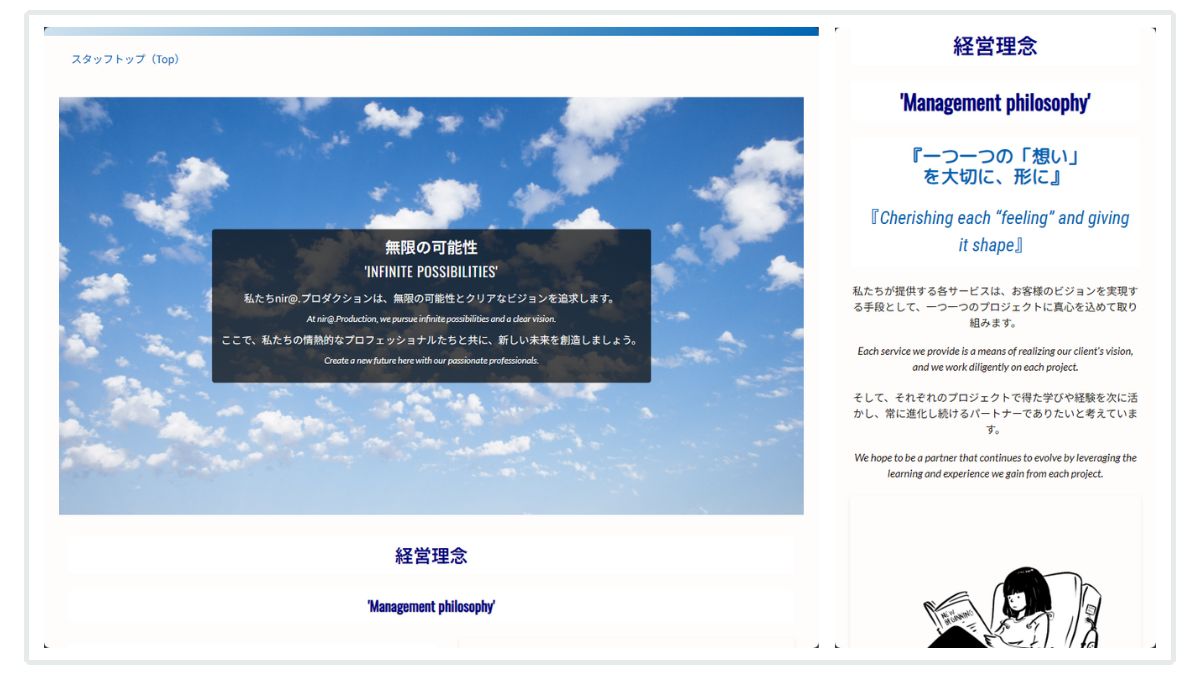 スタッフトップ（Top）
無限の可能性
'INFINITE POSSIBILITIES'
私たちnir@.プロダクションは、無限の可能性とクリアなビジョンを追求します。
At nir@.Production, we pursue infinite possibilities and a clear vision.
ここで、私たちの情熱的なプロフェッショナルたちと共に、新しい未来を創造しましょう。
Create a new future here with our passionate professionals.
経営理念
'Management philosophy'
経営理念
'Management philosophy'
『一つ一つの「想い」
を大切に、形に』
『Cherishing each “feeling” and giving
it shape』
私たちが提供する各サービスは、お客様のビジョンを実現す
る手段として、一つ一つのプロジェクトに真心を込めて取り
組みます。
Each service we provide is a means of realizing our client's vision,
and we work diligently on each project.
そして、それぞれのプロジェクトで得た学びや経験を次に活
かし、常に進化し続けるパートナーでありたいと考えていま
す。
We hope to be a partner that continues to evolve by leveraging the
learning and experience we gain from each project.
NEW
BEGINNING